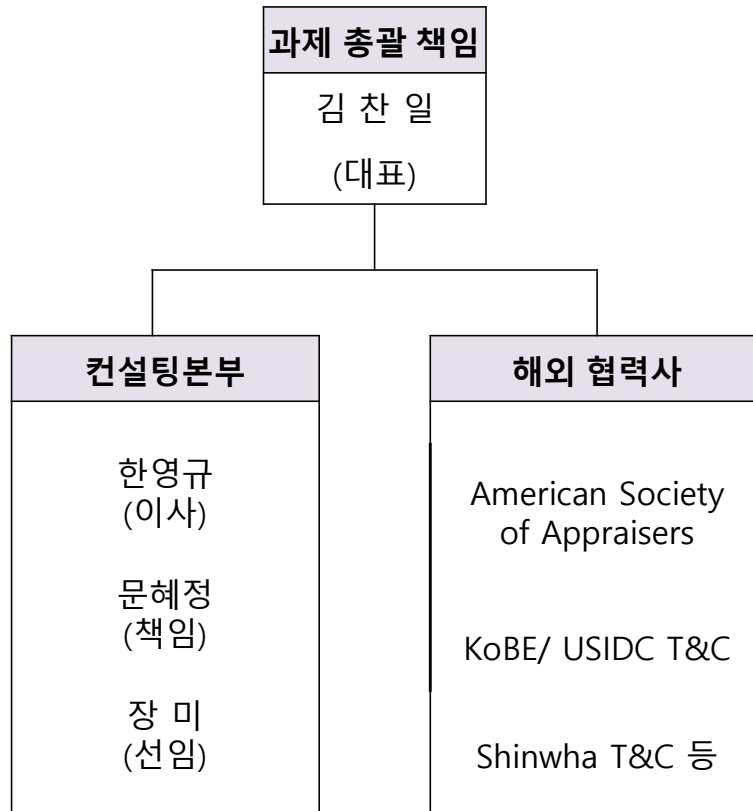 과제 총괄 책임
김 찬 일
(대표)
컨설팅본부
한영규
(이사)
문혜정
(책임)
장 미
(선임)
해외 협력사
American Society
of Appraisers
KoBE/ USIDC T&C
Shinwha T&C 등